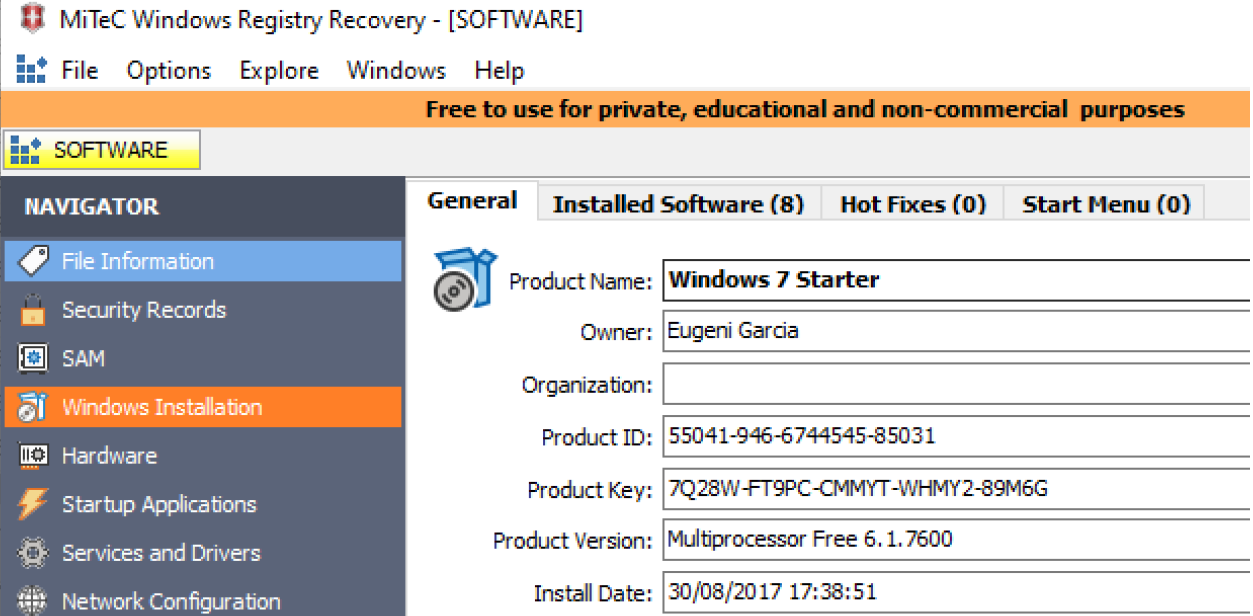 MiTeC Windows Registry Recovery - [SOFTWARE]
File Options Explore Windows Help
Free to use for private, educational and non-commercial purposes
SOFTWARE
NAVIGATOR
File Information
Security Records
SAM
Windows Installation
Hardware
Startup Applications
Services and Drivers
Network Configuration
General Installed Software (8) Hot Fixes (0) Start Menu (0)
Product Name: Windows 7 Starter
Owner: Eugeni Garcia
Organization:
Product ID: 55041-946-6744545-85031
Product Key: 7Q28W-FT9PC-CMMYT-WHMY2-89M6G
Product Version: Multiprocessor Free 6.1.7600
Install Date: 30/08/2017 17:38:51